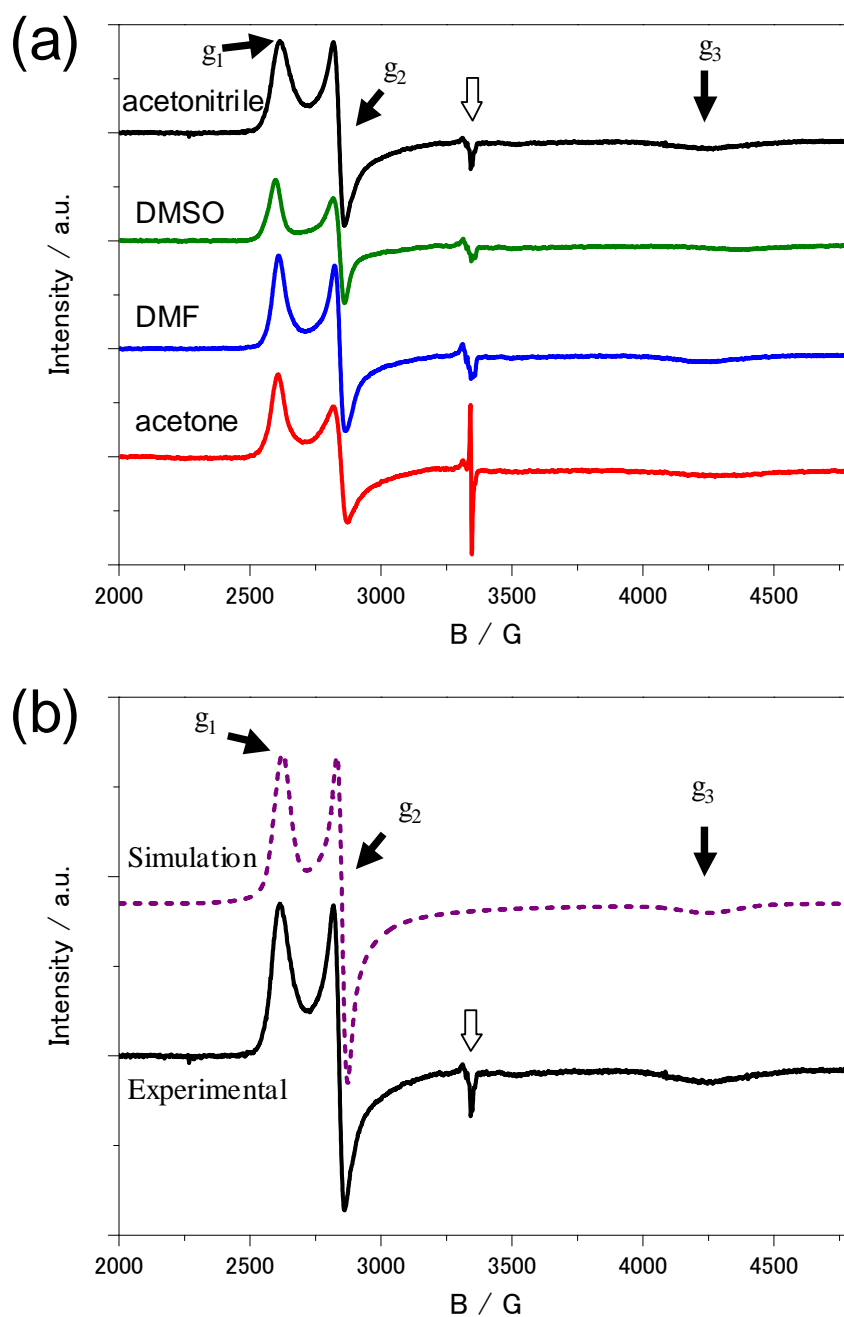 (a)
g1
g2
g3
acetonitrile
DMSO
DMF
acetone
Intensity / a.u.
2000 2500 3000 3500 4000 4500
B / G
(b)
g1
g2
g3
Simulation
Experimental
Intensity / a.u.
2000 2500 3000 3500 4000 4500
B / G